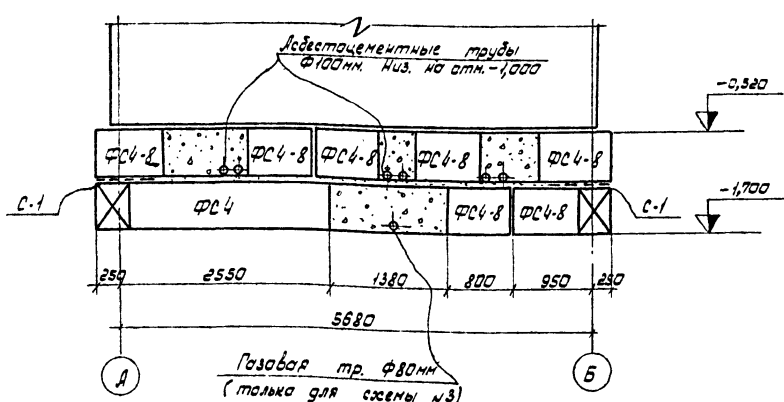 Асбестоцементные трубы
Ф100мм. Низ. на отм. -1,000
-0,520
ФС4-8 ФС4-8 ФС4-8 ФС4-8 ФС4-8
С-1 ФС4 ФС4-8 ФС4-8 С-1
-1,700
250 2550 1380 800 950 250
5680
А Б
Газовая тр. Ф80мм
(только для схемы №3)